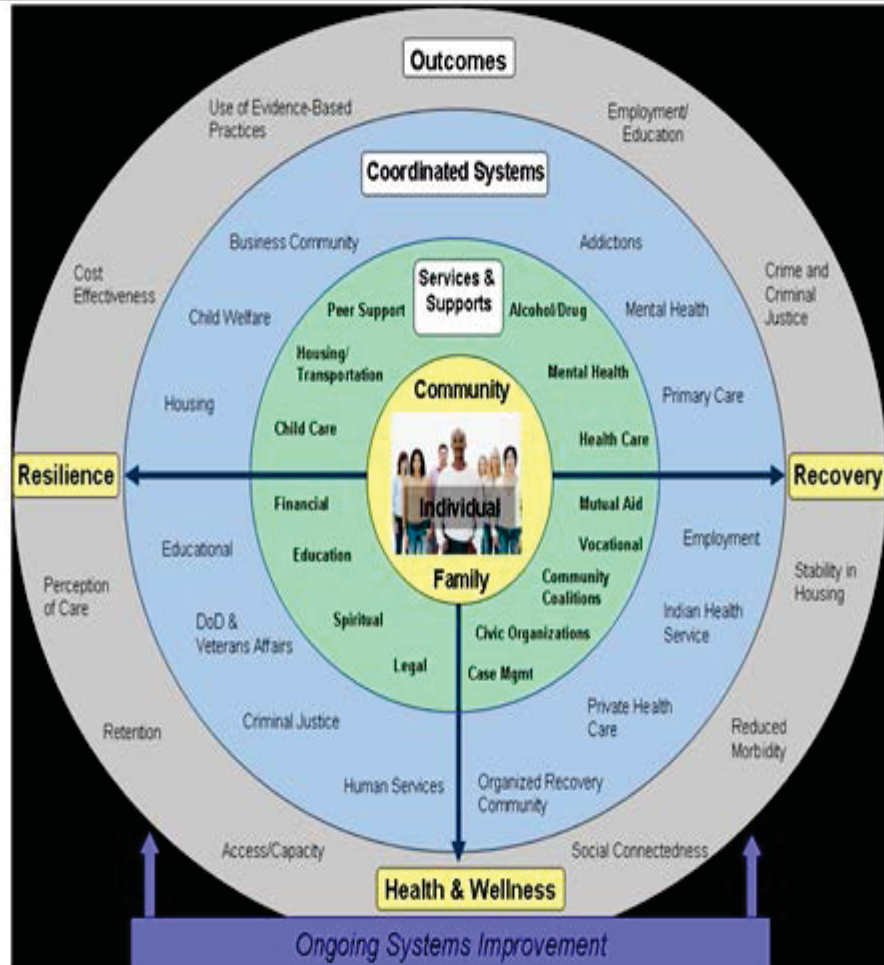 Outcomes
Use of Evidence-Based
Practices
Employment/
Education
Coordinated Systems
Business Community
Addictions
Cost
Effectiveness
Crime and
Criminal
Justice
Services &
Supports
Child Welfare
Peer Support
Alcohol/Drug
Mental Health
Housing/
Transportation
Mental Health
Community
Housing
Primary Care
Child Care
Health Care
Resilience
Recovery
Individual
Financial
Mutual Aid
Educational
Education
Vocational
Employment
Family
Community
Coalitions
Perception
of Care
Stability in
Housing
DoD &
Veterans Affairs
Spiritual
Civic Organizations
Indian Health
Service
Legal
Case Mgmt
Criminal Justice
Private Health
Care
Retention
Reduced
Morbidity
Human Services
Organized Recovery
Community
Access/Capacity
Social Connectedness
Health & Wellness
Ongoing Systems Improvement